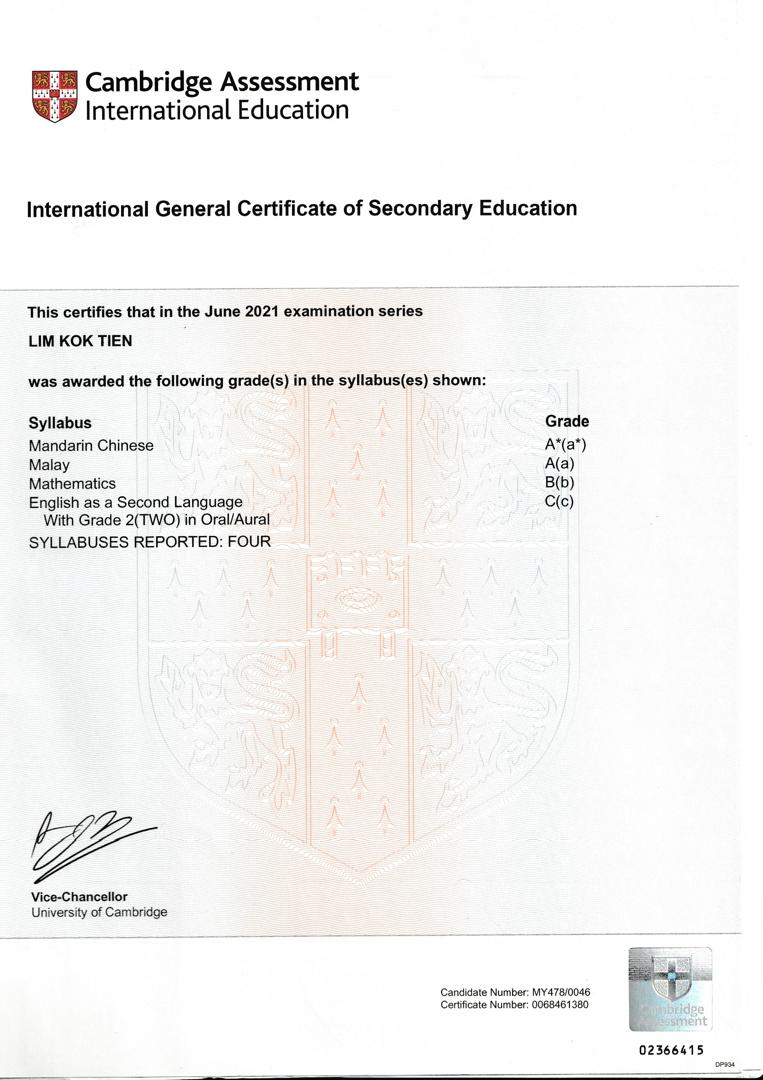 Cambridge Assessment
International Education
International General Certificate of Secondary Education
This certifies that in the June 2021 examination series
LIM KOK TIEN
was awarded the following grade(s) in the syllabus(es) shown:
Syllabus Grade
Mandarin Chinese A*(a*)
Malay A(a)
Mathematics B(b)
English as a Second Language C(c)
With Grade 2(TWO) in Oral/Aural
SYLLABUSES REPORTED: FOUR
Vice-Chancellor
University of Cambridge
Candidate Number: MY478/0046
Certificate Number: 0068461380
Cambridge
Assessment
02366415
DP934